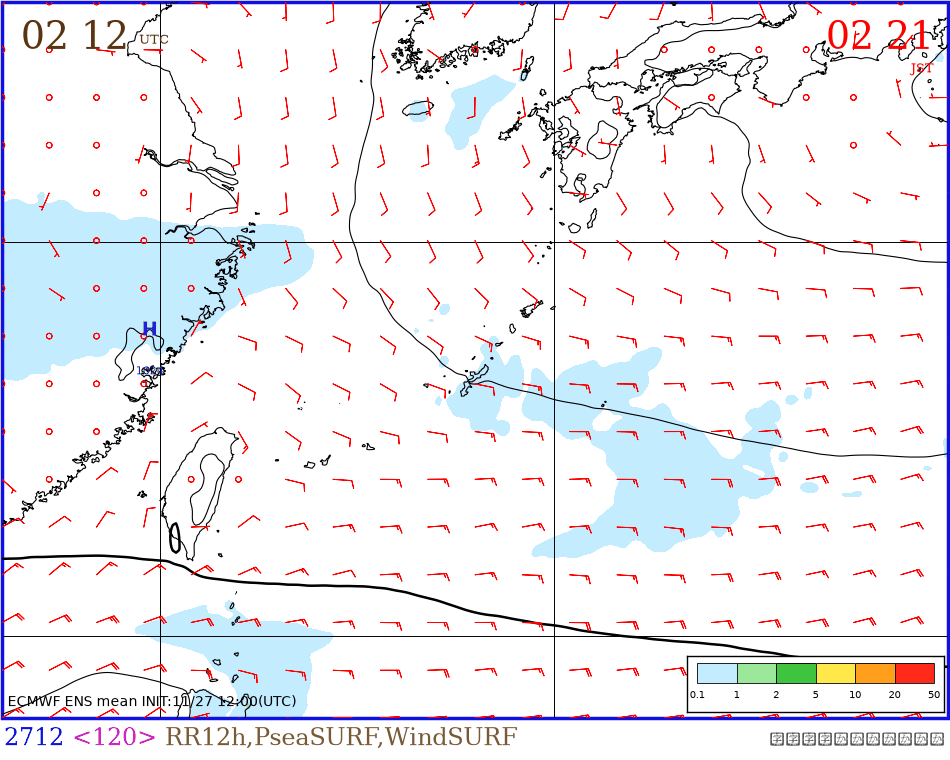 02 12 UTC
02 21 JST
H
0.1 1 2 5 10 20 50
ECMWF ENS mean INIT:11/27 12:00(UTC)
2712 <120> RR12h,PseaSURF,WindSURF